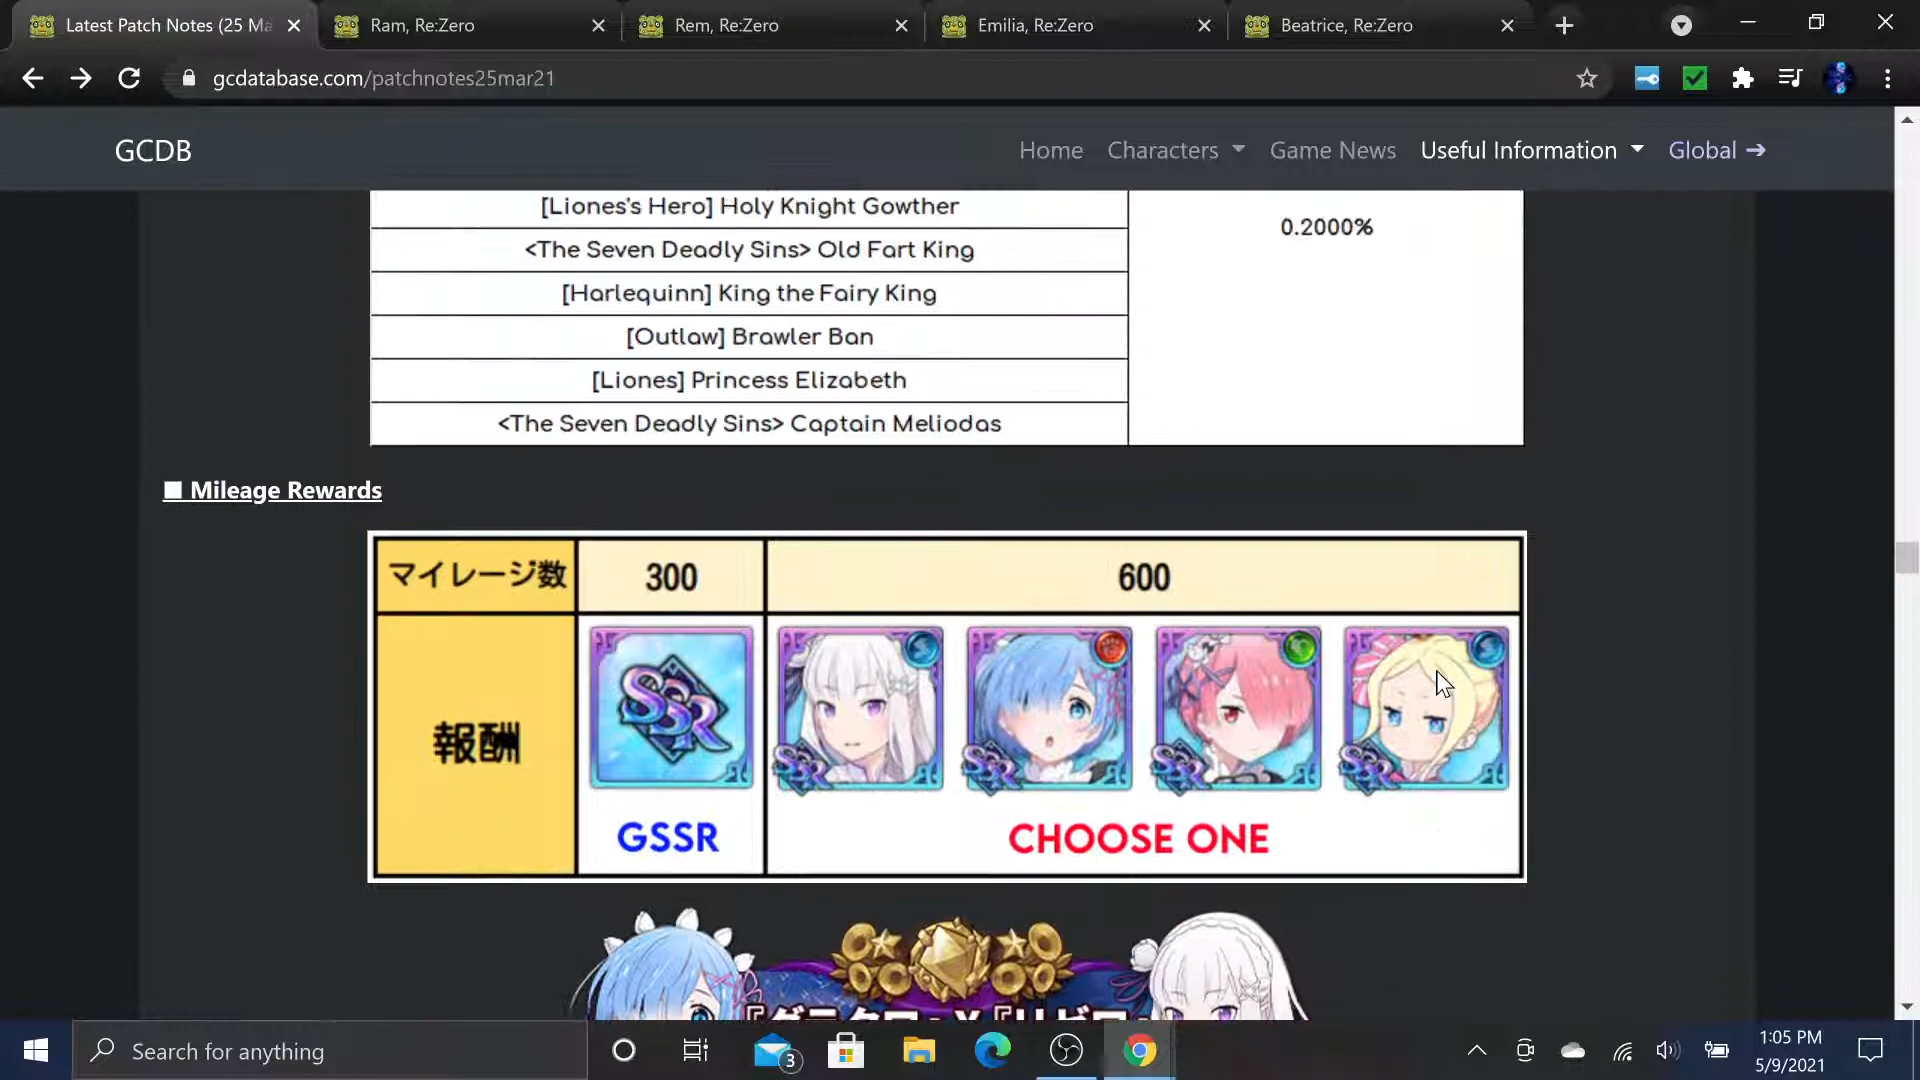 Latest Patch Notes (25 Ma
Ram, Re:Zero
Rem, Re:Zero
Emilia, Re:Zero
Beatrice, Re:Zero
gcdatabase.com/patchnotes25mar21
GCDB
Home
Characters
Game News
Useful Information
Global →
[Liones's Hero] Holy Knight Gowther
0.2000%
<The Seven Deadly Sins> Old Fart King
[Harlequinn] King the Fairy King
[Outlaw] Brawler Ban
[Liones] Princess Elizabeth
<The Seven Deadly Sins> Captain Meliodas
■ Mileage Rewards
マイレージ数
300
600
報酬
SSR
SSR
SSR
SSR
SSR
GSSR
CHOOSE ONE
Search for anything
3
1:05 PM
5/9/2021